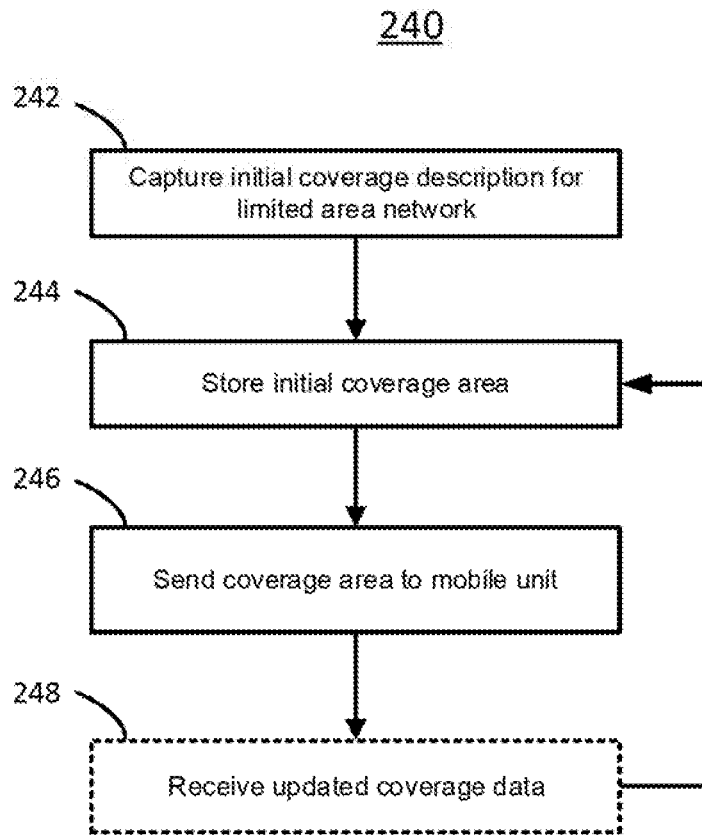 240
242
Capture initial coverage description for
limited area network
244
Store initial coverage area
246
Send coverage area to mobile unit
248
Receive updated coverage data